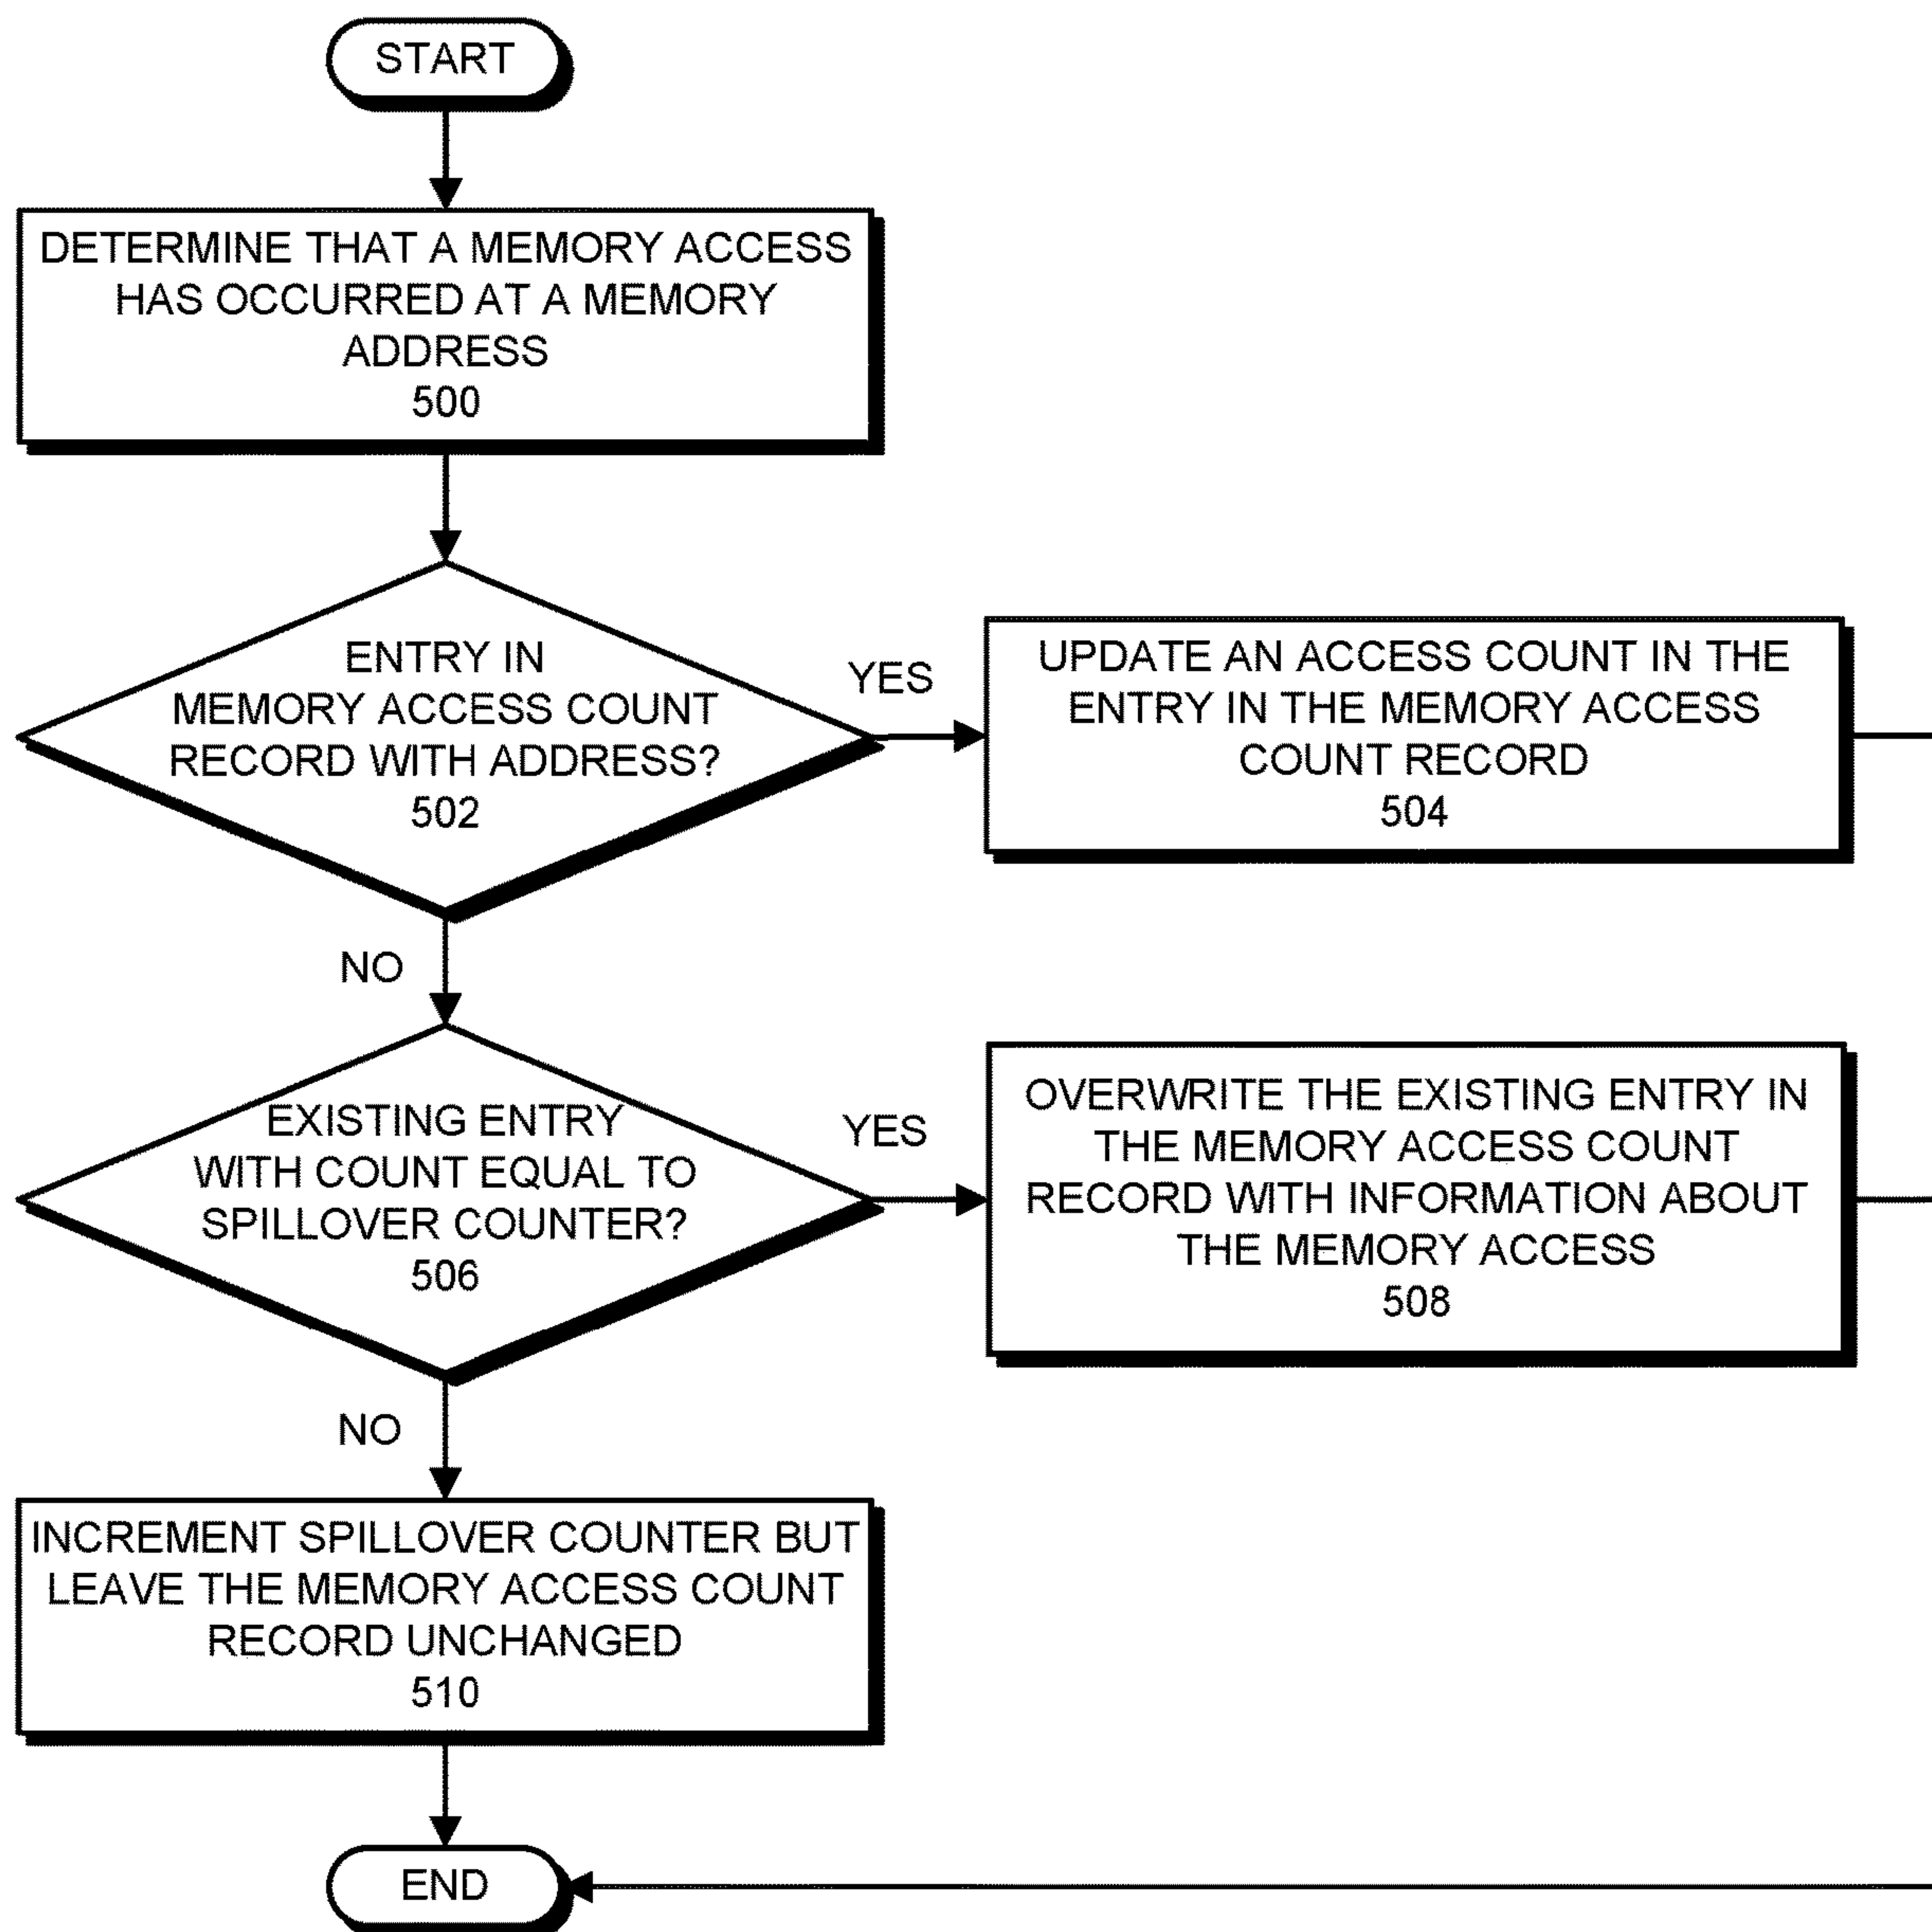 START
DETERMINE THAT A MEMORY ACCESS
HAS OCCURRED AT A MEMORY
ADDRESS
500
ENTRY IN
MEMORY ACCESS COUNT
RECORD WITH ADDRESS?
502
YES
UPDATE AN ACCESS COUNT IN THE
ENTRY IN THE MEMORY ACCESS
COUNT RECORD
504
NO
EXISTING ENTRY
WITH COUNT EQUAL TO
SPILLOVER COUNTER?
506
YES
OVERWRITE THE EXISTING ENTRY IN
THE MEMORY ACCESS COUNT
RECORD WITH INFORMATION ABOUT
THE MEMORY ACCESS
508
NO
INCREMENT SPILLOVER COUNTER BUT
LEAVE THE MEMORY ACCESS COUNT
RECORD UNCHANGED
510
END